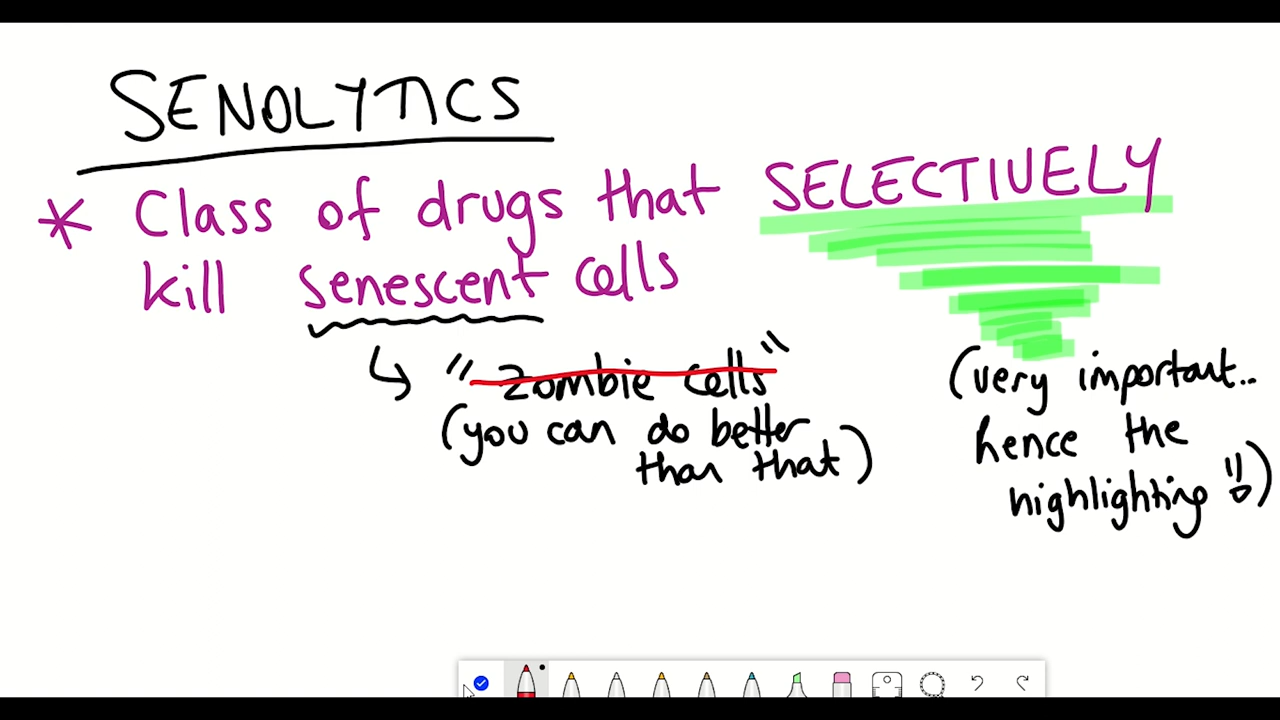 SENOLYTICS
* Class of drugs that SELECTIVELY
kill senescent cells
↳ "zombie cells"
(you can do better
than that)
(very important..
hence the
highlighting !!)